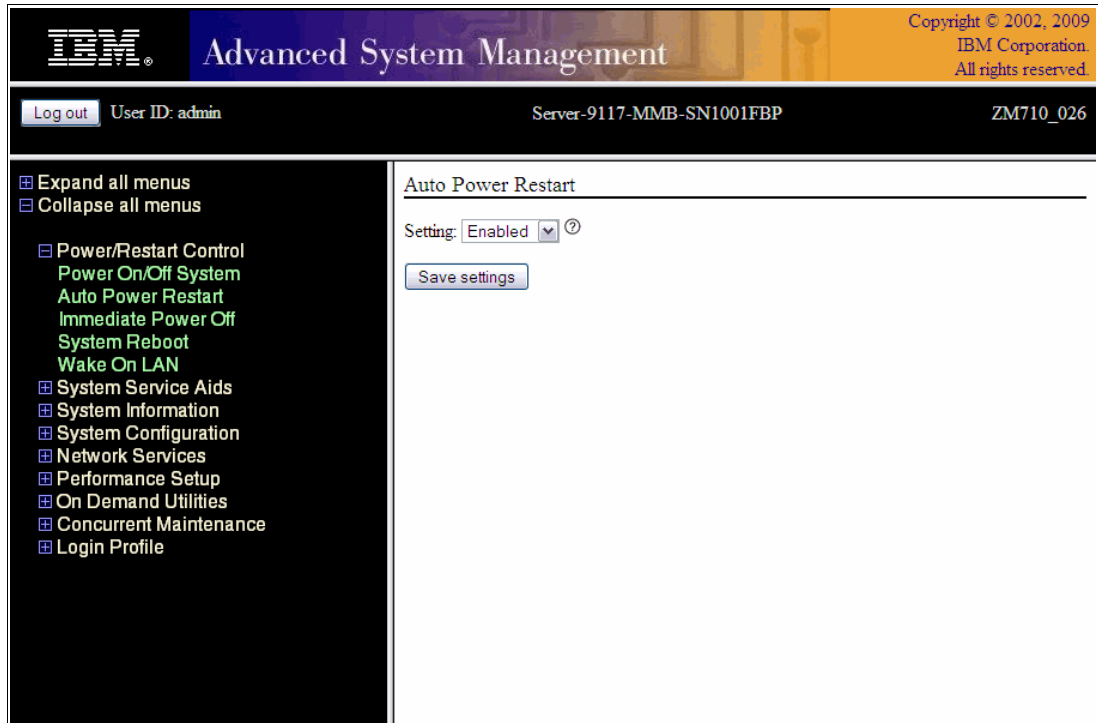 IBM®
Advanced System Management
Copyright © 2002, 2009
IBM Corporation.
All rights reserved.
Log out User ID: admin
Server-9117-MMB-SN1001FBP
ZM710_026
Expand all menus
Collapse all menus
Power/Restart Control
Power On/Off System
Auto Power Restart
Immediate Power Off
System Reboot
Wake On LAN
System Service Aids
System Information
System Configuration
Network Services
Performance Setup
On Demand Utilities
Concurrent Maintenance
Login Profile
Auto Power Restart
Setting: Enabled ?
Save settings